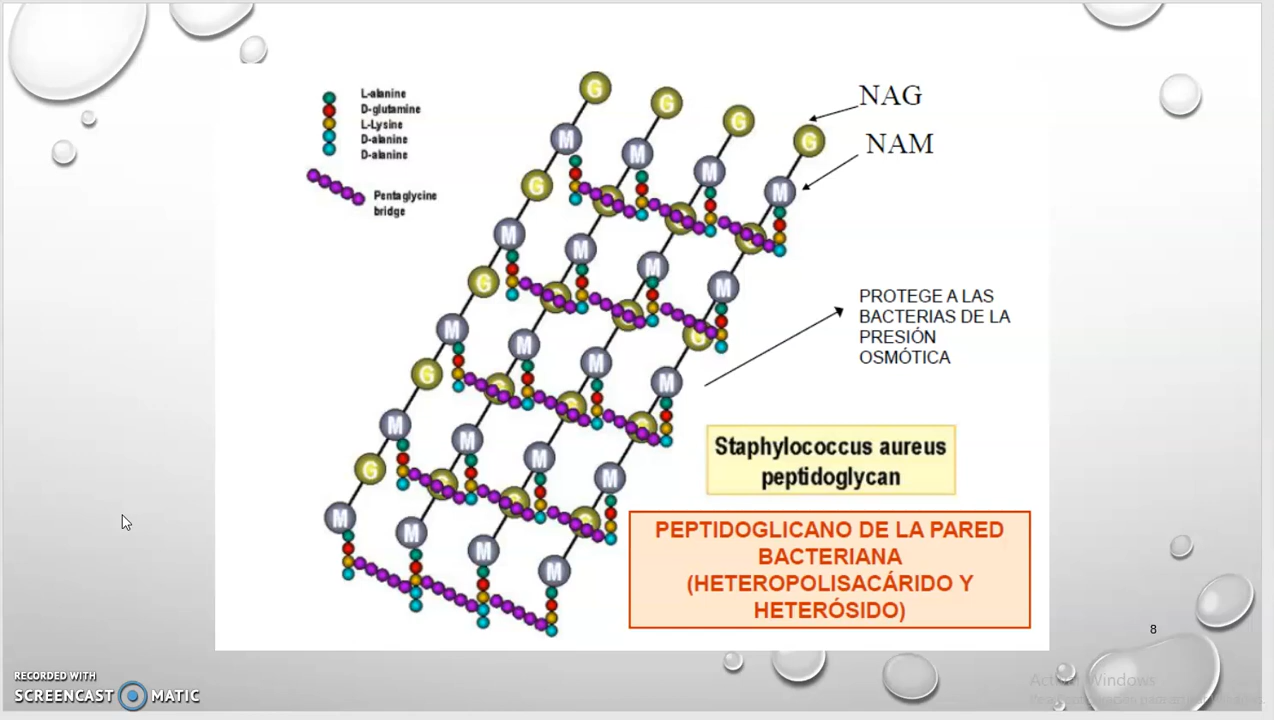 L-alanine
D-glutamine
L-Lysine
D-alanine
D-alanine
Pentaglycine
bridge
NAG
NAM
G
G
G
G
M
M
M
M
G
M
M
M
M
G
M
M
M
M
G
G
M
M
M
M
G
M
M
M
M
PROTEGE A LAS
BACTERIAS DE LA
PRESIÓN
OSMÓTICA
Staphylococcus aureus
peptidoglycan
PEPTIDOGLICANO DE LA PARED
BACTERIANA
(HETEROPOLISACÁRIDO Y
HETERÓSIDO)
8
RECORDED WITH
SCREENCAST MATIC
Windows